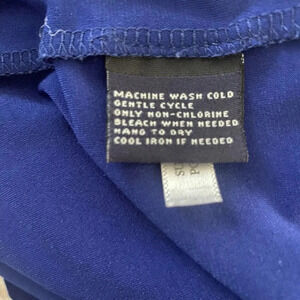 MACHINE WASH COLD
GENTLE CYCLE
ONLY NON-CHLORINE
BLEACH WHEN NEEDED
HANG TO DRY
COOL IRON IF NEEDED